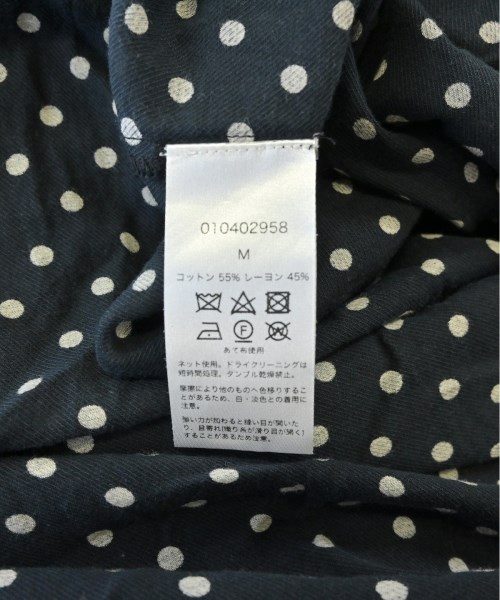 010402958
M
コットン 55% レーヨン 45%
あて布使用
ネット使用。ドライクリーニングは
短時間処理。タンブル乾燥禁止。
摩擦により他のものへ色移りすること
があるため、白・淡色との着用に
注意。
強い力が加わると縫い目が開いた
り、目寄れ(織り糸が滑り目が開く)
することがあるため注意。